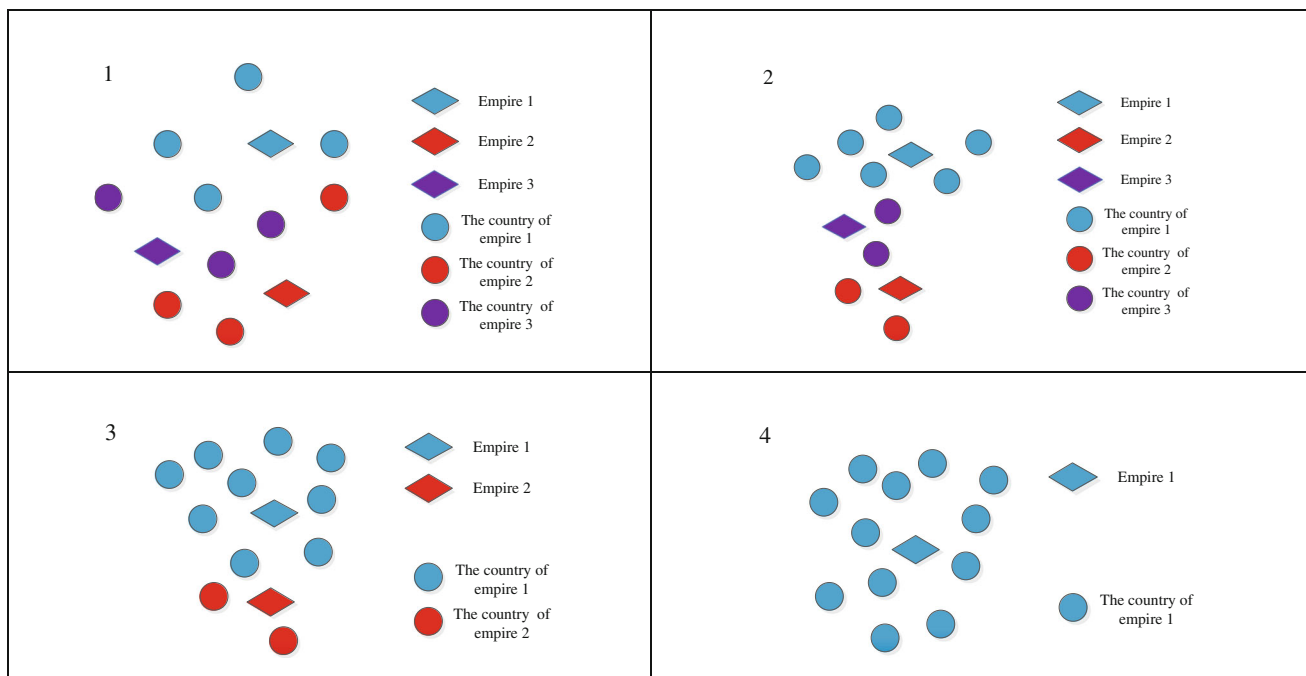 1
Empire 1
Empire 2
Empire 3
The country of
empire 1
The country of
empire 2
The country of
empire 3
2
Empire 1
Empire 2
Empire 3
The country of
empire 1
The country of
empire 2
The country of
empire 3
3
Empire 1
Empire 2
The country of
empire 1
The country of
empire 2
4
Empire 1
The country of
empire 1